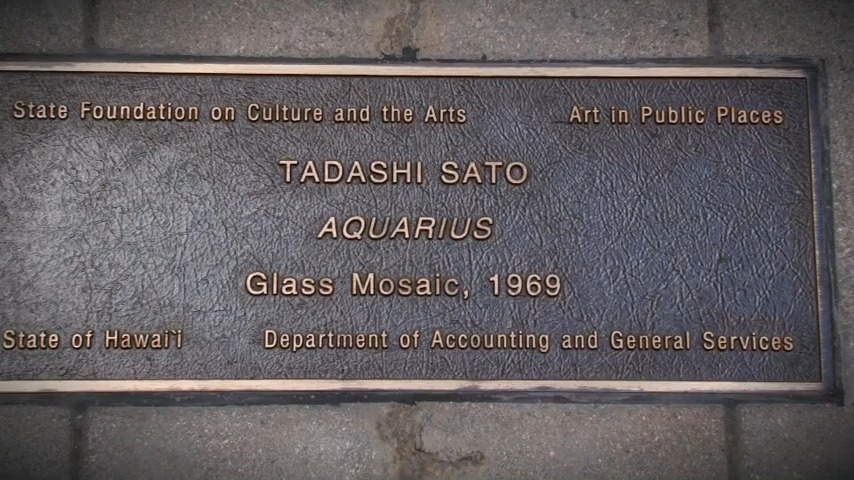 State Foundation on Culture and the Arts Art in Public Places
TADASHI SATO
AQUARIUS
Glass Mosaic, 1969
State of Hawai`i Department of Accounting and General Services